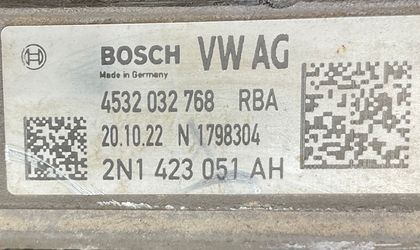 BOSCH VW AG
Made in Germany
4532 032 768 RBA
20.10.22 N 1798304
2N1 423 051 AH